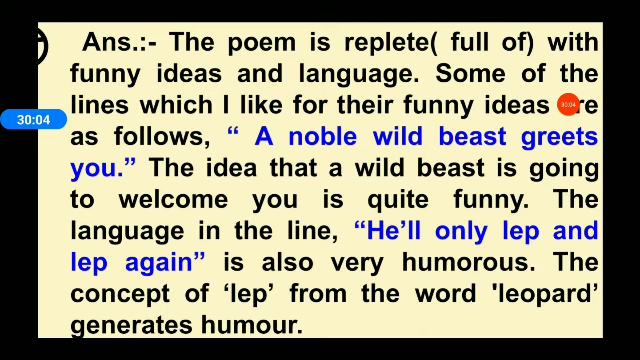 Ans.:- The poem is replete( full of) with
funny ideas and language. Some of the
lines which I like for their funny ideas
30:04
30:04
as follows, “ A noble wild beast greets
you.” The idea that a wild beast is going
to welcome you is quite funny. The
language in the line, “He’ll only lep and
lep again” is also very humorous. The
concept of ‘lep’ from the word 'leopard’
generates humour.